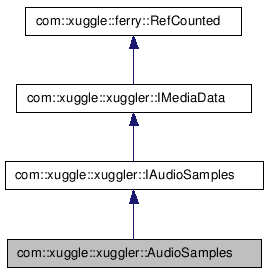 com::xuggle::ferry::RefCounted
com::xuggle::xuggler::IMediaData
com::xuggle::xuggler::IAudioSamples
com::xuggle::xuggler::AudioSamples